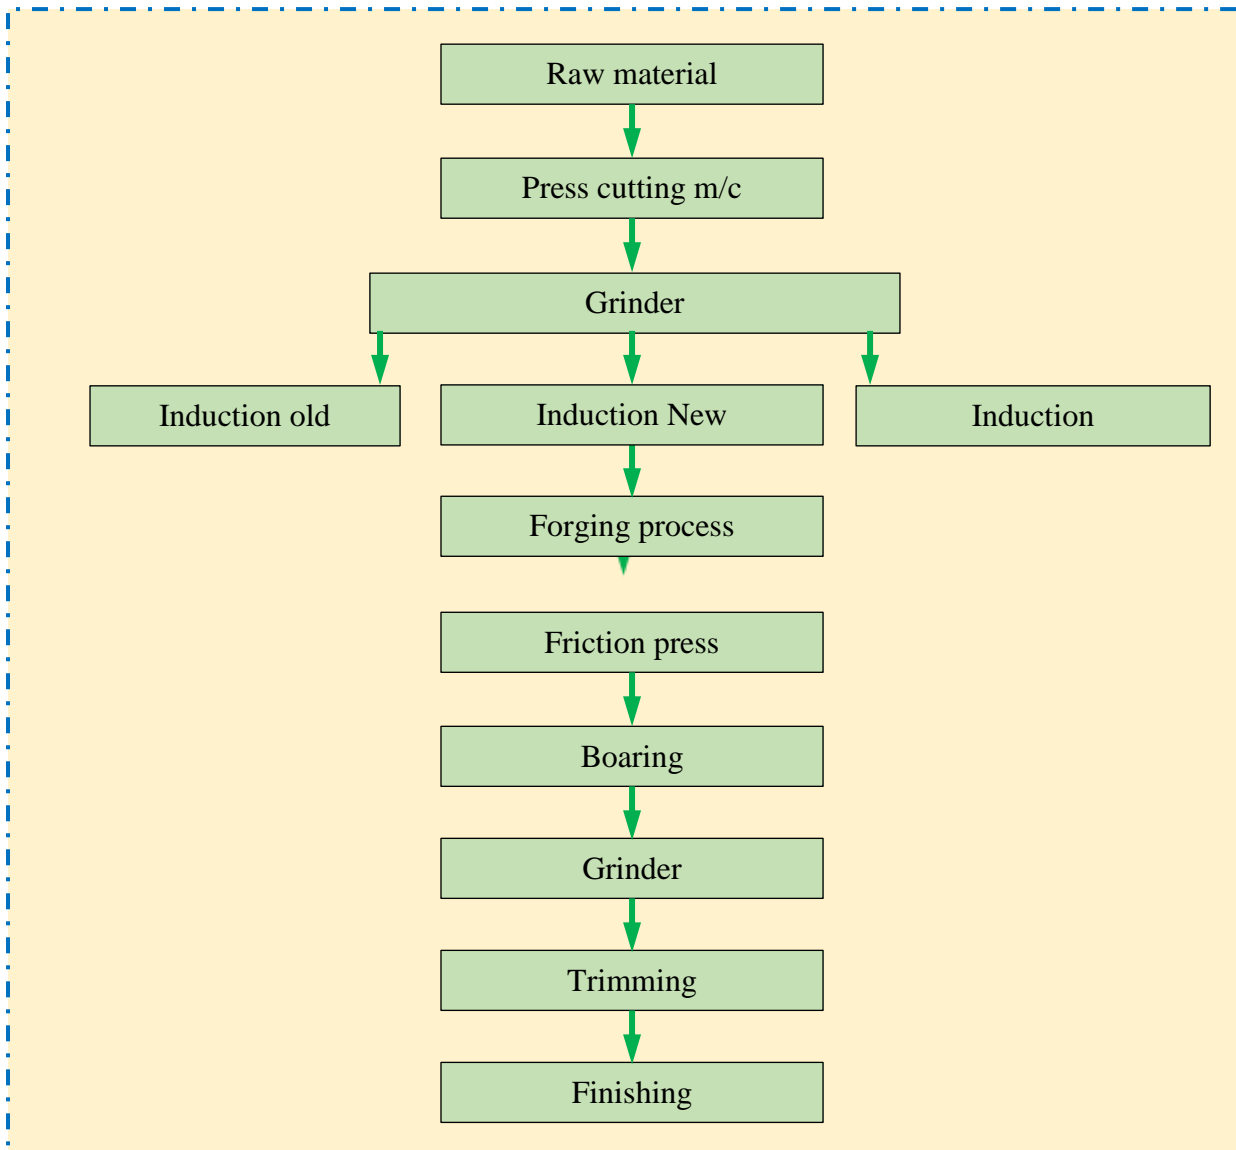 Raw material
Press cutting m/c
Grinder
Induction old
Induction New
Induction
Forging process
Friction press
Boaring
Grinder
Trimming
Finishing